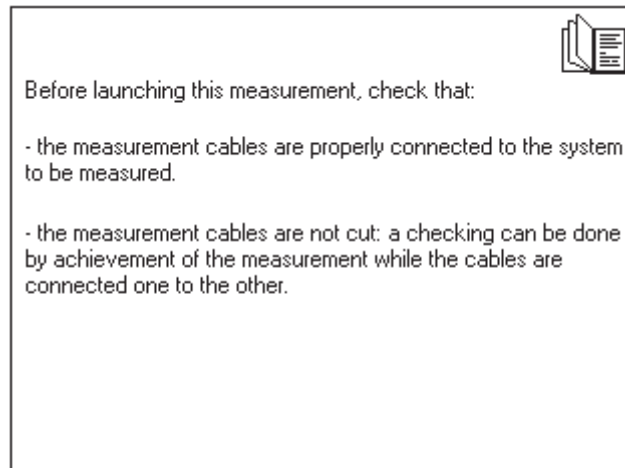 Before launching this measurement, check that:
- the measurement cables are properly connected to the system
to be measured.
- the measurement cables are not cut: a checking can be done
by achievement of the measurement while the cables are
connected one to the other.